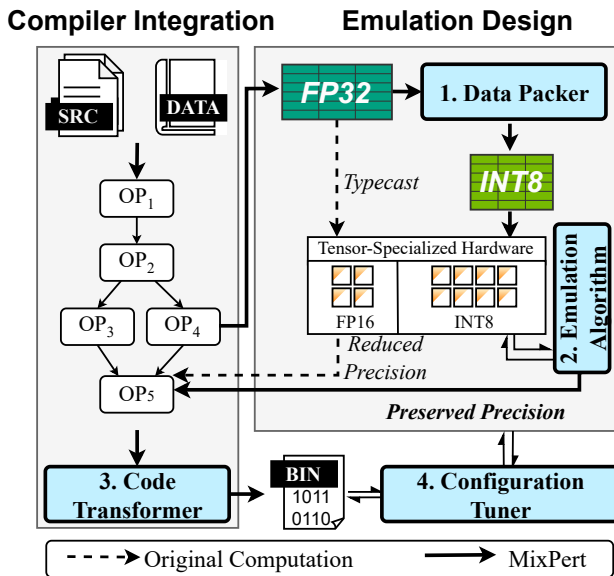 Compiler Integration
Emulation Design
SRC
DATA
FP32
1. Data Packer
Typecast
INT8
OP1
OP2
OP3
OP4
OP5
Tensor-Specialized Hardware
FP16
INT8
2. Emulation
Algorithm
Reduced
Precision
Preserved Precision
3. Code
Transformer
BIN
1011
0110
4. Configuration
Tuner
Original Computation
MixPert